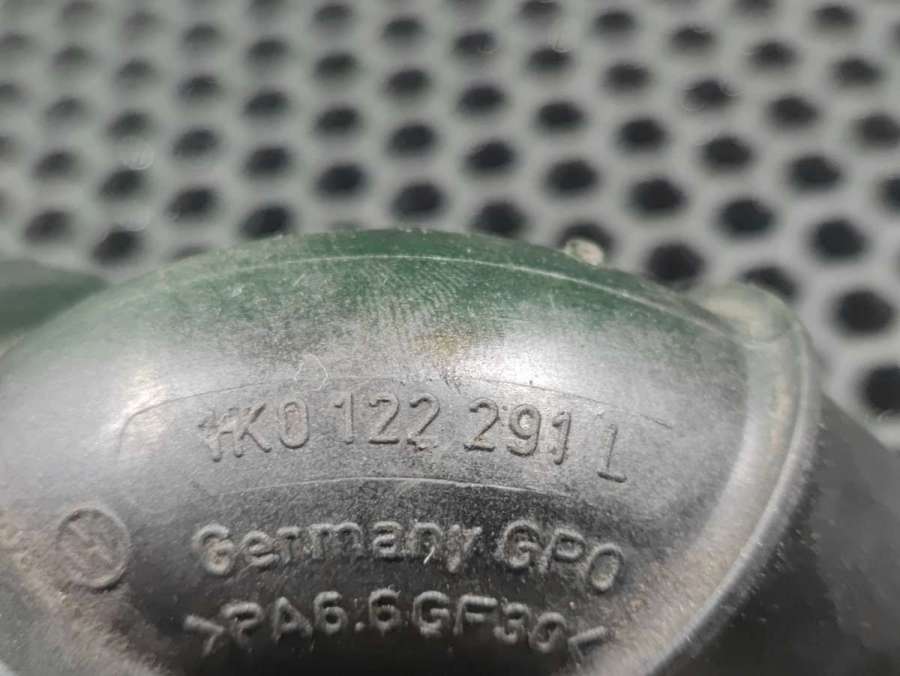 1K0 122 291 L
Germany GPO
>PA6.6GF30<